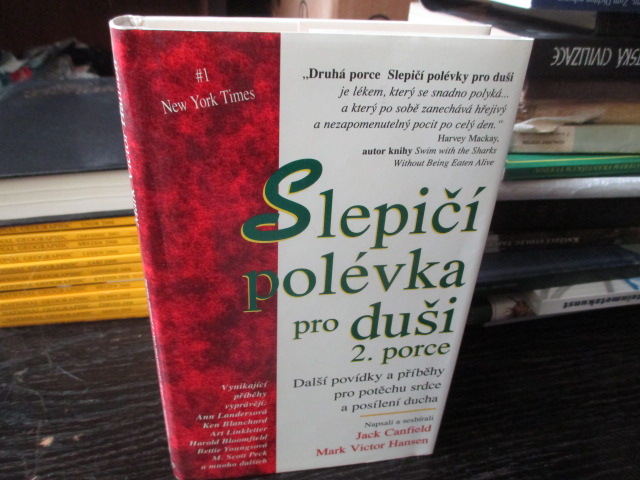 #1
New York Times
„Druhá porce Slepičí polévky pro duši
je lékem, který se snadno polyká...
a který po sobě zanechává hřejivý
a nezapomenutelný pocit po celý den."
Harvey Mackay,
autor knihy Swim with the Sharks
Without Being Eaten Alive
Slepičí
polévka
pro duši
2. porce
Další povídky a příběhy
pro potěchu srdce
a posílení ducha
Napsali a sesbírali
Jack Canfield
Mark Victor Hansen
Vynikající
příběhy
vyprávějí:
Ann Landersová
Ken Blanchard
Art Linkletter
Harold Bloomfield
Bettie Youngsová
M. Scott Peck
a mnoho dalších
CIVILIZACE